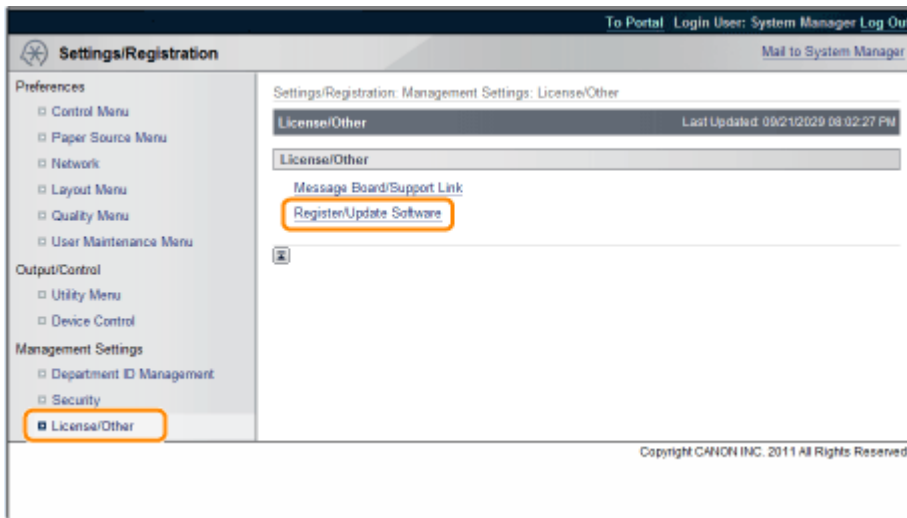 To Portal Login User: System Manager Log Ou
Settings/Registration
Mail to System Manager
Preferences
Control Menu
Paper Source Menu
Network
Layout Menu
Quality Menu
User Maintenance Menu
Output/Control
Utility Menu
Device Control
Management Settings
Department ID Management
Security
License/Other
Settings/Registration: Management Settings: License/Other
License/Other
Last Updated: 09/21/2029 08:02:27 PM
License/Other
Message Board/Support Link
Register/Update Software
Copyright CANON INC. 2011 All Rights Reserved